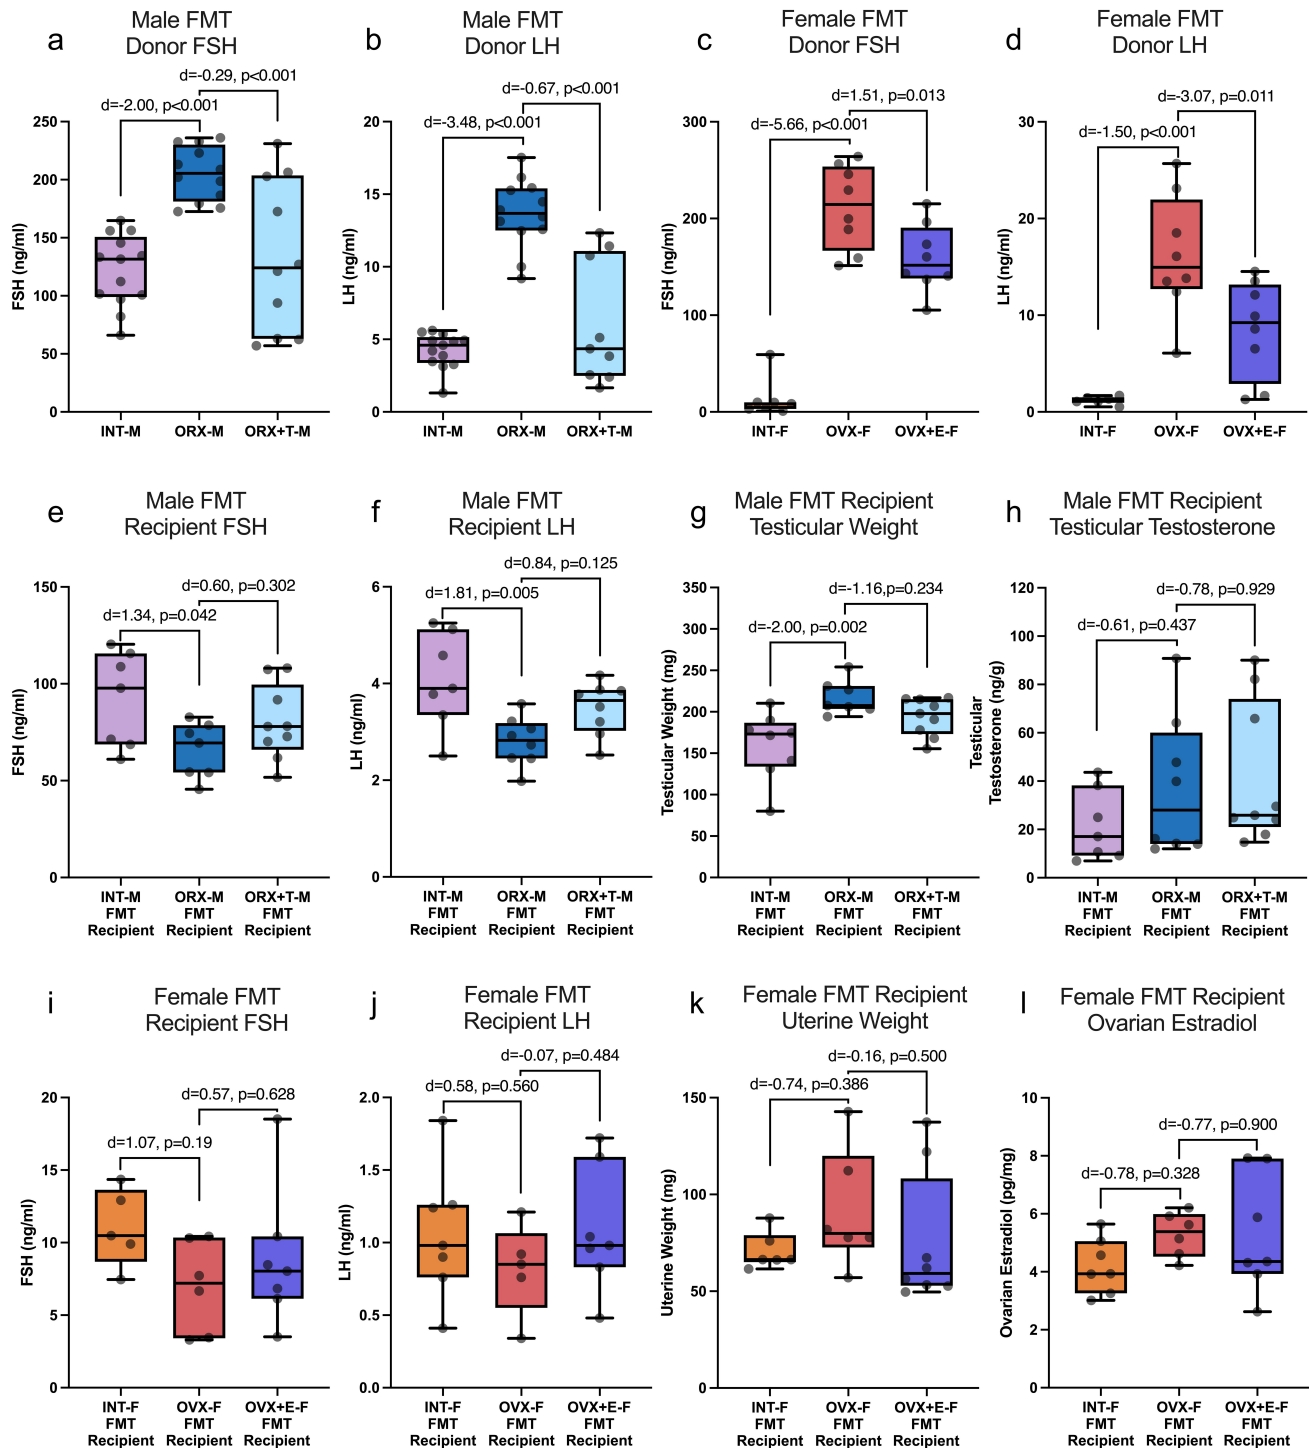 a
Male FMT
Donor FSH
d=-0.29, p<0.001
d=-2.00, p<0.001
FSH (ng/ml)
250
200
150
100
50
0
INT-M
ORX-M
ORX+T-M
b
Male FMT
Donor LH
d=-0.67, p<0.001
d=-3.48, p<0.001
LH (ng/ml)
20
15
10
5
0
INT-M
ORX-M
ORX+T-M
c
Female FMT
Donor FSH
d=1.51, p=0.013
d=-5.66, p<0.001
FSH (ng/ml)
300
200
100
0
INT-F
OVX-F
OVX+E-F
d
Female FMT
Donor LH
d=-3.07, p=0.011
d=-1.50, p<0.001
LH (ng/ml)
30
20
10
0
INT-F
OVX-F
OVX+E-F
e
Male FMT
Recipient FSH
d=0.60, p=0.302
d=1.34, p=0.042
FSH (ng/ml)
150
100
50
0
INT-M
FMT
Recipient
ORX-M
FMT
Recipient
ORX+T-M
FMT
Recipient
f
Male FMT
Recipient LH
d=0.84, p=0.125
d=1.81, p=0.005
LH (ng/ml)
6
4
2
0
INT-M
FMT
Recipient
ORX-M
FMT
Recipient
ORX+T-M
FMT
Recipient
g
Male FMT Recipient
Testicular Weight
d=-1.16,p=0.234
d=-2.00, p=0.002
Testicular Weight (mg)
350
300
250
200
150
100
50
0
INT-M
FMT
Recipient
ORX-M
FMT
Recipient
ORX+T-M
FMT
Recipient
h
Male FMT Recipient
Testicular Testosterone
d=-0.78, p=0.929
d=-0.61, p=0.437
Testicular
Testosterone (ng/g)
120
100
80
60
40
20
0
INT-M
FMT
Recipient
ORX-M
FMT
Recipient
ORX+T-M
FMT
Recipient
i
Female FMT
Recipient FSH
d=0.57, p=0.628
d=1.07, p=0.19
FSH (ng/ml)
20
15
10
5
0
INT-F
FMT
Recipient
OVX-F
FMT
Recipient
OVX+E-F
FMT
Recipient
j
Female FMT
Recipient LH
d=-0.07, p=0.484
d=0.58, p=0.560
LH (ng/ml)
2.0
1.5
1.0
0.5
0.0
INT-F
FMT
Recipient
OVX-F
FMT
Recipient
OVX+E-F
FMT
Recipient
k
Female FMT Recipient
Uterine Weight
d=-0.16, p=0.500
d=-0.74, p=0.386
Uterine Weight (mg)
150
100
50
0
INT-F
FMT
Recipient
OVX-F
FMT
Recipient
OVX+E-F
FMT
Recipient
l
Female FMT Recipient
Ovarian Estradiol
d=-0.77, p=0.900
d=-0.78, p=0.328
Ovarian Estradiol (pg/mg)
10
8
6
4
2
0
INT-F
FMT
Recipient
OVX-F
FMT
Recipient
OVX+E-F
FMT
Recipient